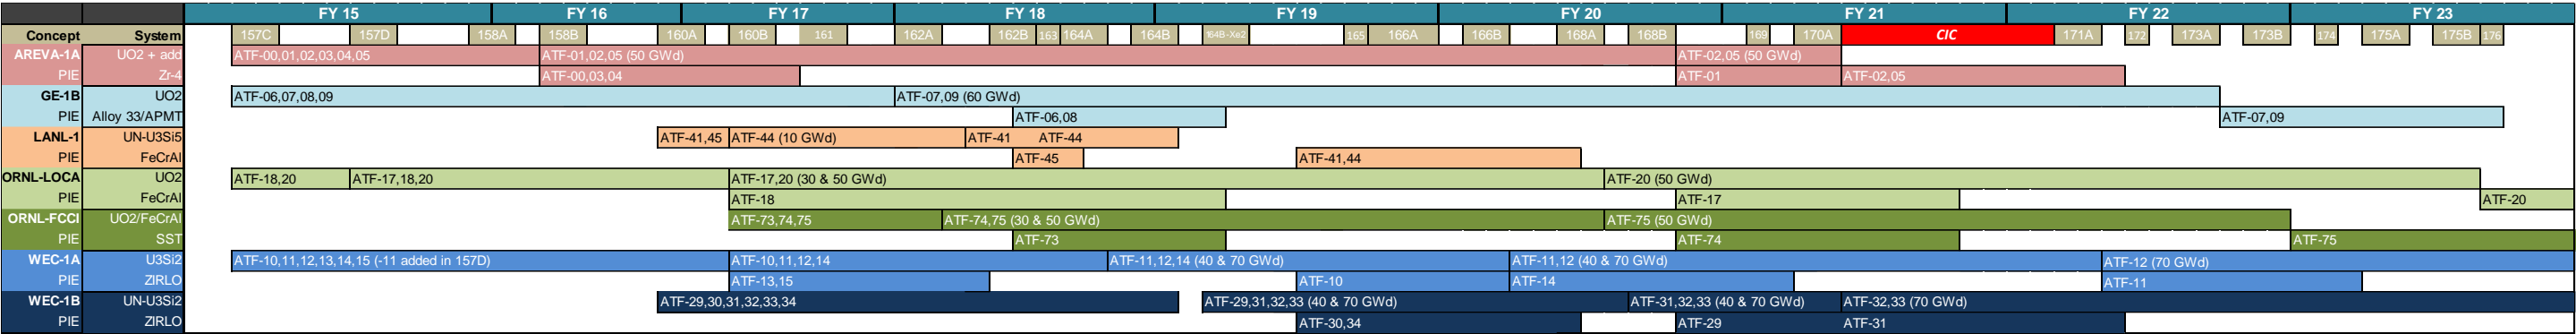 FY 15 FY 16 FY 17 FY 18 FY 19 FY 20 FY 21 FY 22 FY 23
Concept System 157C 157D 158A 158B 160A 160B 161 162A 162B 163 164A 164B 164B-Xe2 165 166A 166B 168A 168B 169 170A CIC 171A 172 173A 173B 174 175A 175B 176
AREVA-1A UO2 + add ATF-00,01,02,03,04,05 ATF-01,02,05 (50 GWd) ATF-02,05 (50 GWd)
PIE Zr-4 ATF-00,03,04 ATF-01 ATF-02,05
GE-1B UO2 ATF-06,07,08,09 ATF-07,09 (60 GWd)
PIE Alloy 33/APMT ATF-06,08 ATF-07,09
LANL-1 UN-U3Si5 ATF-41,45 ATF-44 (10 GWd) ATF-41 ATF-44
PIE FeCrAl ATF-45 ATF-41,44
ORNL-LOCA UO2 ATF-18,20 ATF-17,18,20 ATF-17,20 (30 & 50 GWd) ATF-20 (50 GWd)
PIE FeCrAl ATF-18 ATF-17 ATF-20
ORNL-FCCI UO2/FeCrAl ATF-73,74,75 ATF-74,75 (30 & 50 GWd) ATF-75 (50 GWd)
PIE SST ATF-73 ATF-74 ATF-75
WEC-1A U3Si2 ATF-10,11,12,13,14,15 (-11 added in 157D) ATF-10,11,12,14 ATF-11,12,14 (40 & 70 GWd) ATF-11,12 (40 & 70 GWd) ATF-12 (70 GWd)
PIE ZIRLO ATF-13,15 ATF-10 ATF-14 ATF-11
WEC-1B UN-U3Si2 ATF-29,30,31,32,33,34 ATF-29,31,32,33 (40 & 70 GWd) ATF-31,32,33 (40 & 70 GWd) ATF-32,33 (70 GWd)
PIE ZIRLO ATF-30,34 ATF-29 ATF-31